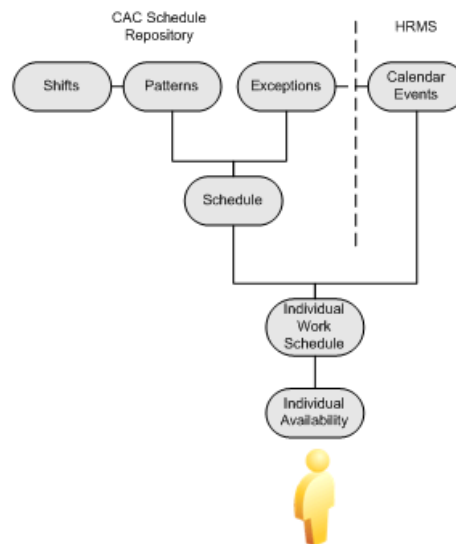 CAC Schedule
Repository
HRMS
Shifts
Patterns
Exceptions
Calendar
Events
Schedule
Individual
Work
Schedule
Individual
Availability